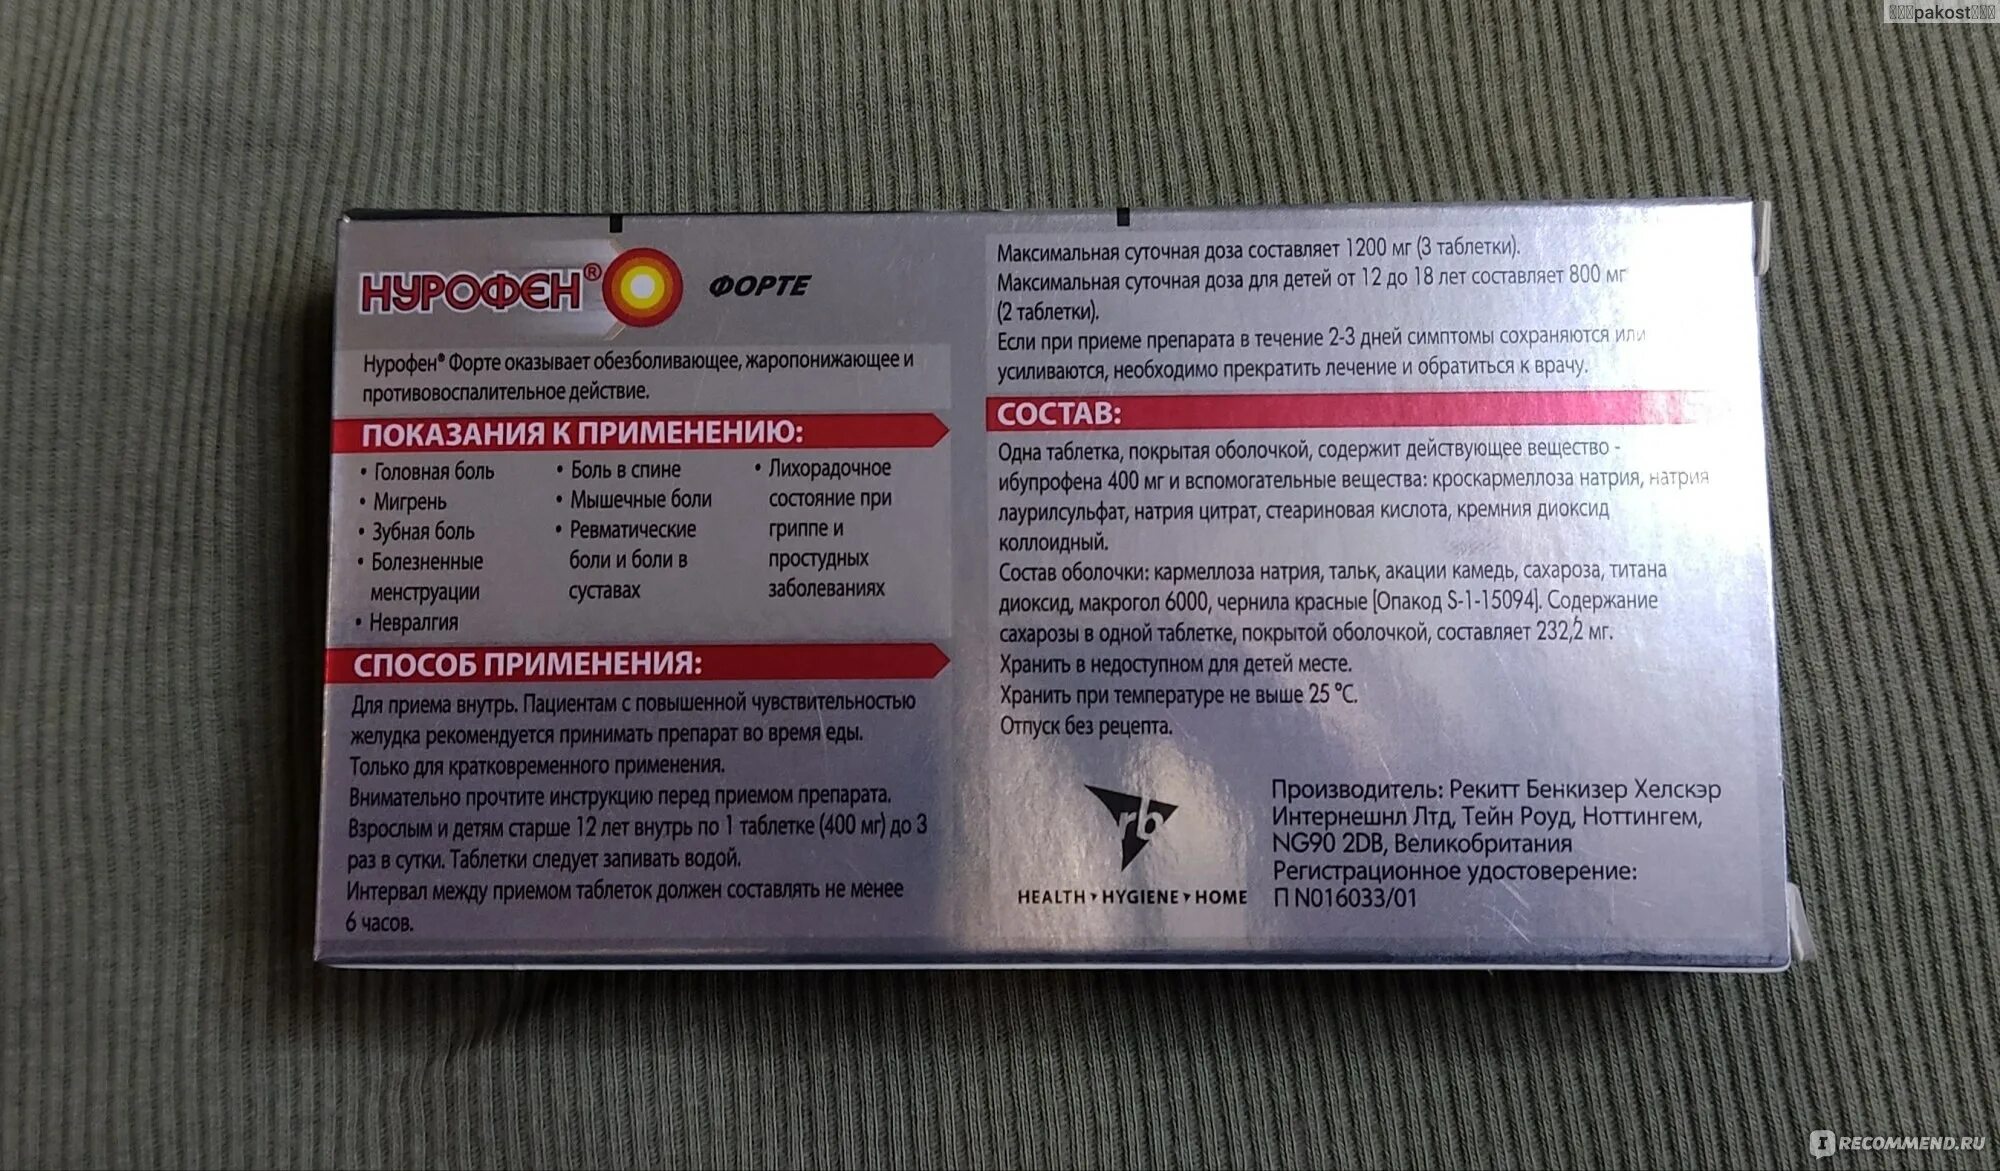 pakost
НУРОФЕН® ФОРТЕ
Нурофен® Форте оказывает обезболивающее, жаропонижающее и
противовоспалительное действие.
ПОКАЗАНИЯ К ПРИМЕНЕНИЮ:
• Головная боль
• Мигрень
• Зубная боль
• Болезненные
менструации
• Невралгия
• Боль в спине
• Мышечные боли
• Ревматические
боли и боли в
суставах
• Лихорадочное
состояние при
гриппе и
простудных
заболеваниях
СПОСОБ ПРИМЕНЕНИЯ:
Для приема внутрь. Пациентам с повышенной чувствительностью
желудка рекомендуется принимать препарат во время еды.
Только для кратковременного применения.
Внимательно прочтите инструкцию перед приемом препарата.
Взрослым и детям старше 12 лет внутрь по 1 таблетке (400 мг) до 3
раз в сутки. Таблетки следует запивать водой.
Интервал между приемом таблеток должен составлять не менее
6 часов.
Максимальная суточная доза составляет 1200 мг (3 таблетки).
Максимальная суточная доза для детей от 12 до 18 лет составляет 800 мг
(2 таблетки).
Если при приеме препарата в течение 2-3 дней симптомы сохраняются или
усиливаются, необходимо прекратить лечение и обратиться к врачу.
СОСТАВ:
Одна таблетка, покрытая оболочкой, содержит действующее вещество -
ибупрофена 400 мг и вспомогательные вещества: кроскармеллоза натрия, натрия
лаурилсульфат, натрия цитрат, стеариновая кислота, кремния диоксид
коллоидный.
Состав оболочки: кармеллоза натрия, тальк, акации камедь, сахароза, титана
диоксид, макрогол 6000, чернила красные [Опакод S-1-15094]. Содержание
сахарозы в одной таблетке, покрытой оболочкой, составляет 232,2 мг.
Хранить в недоступном для детей месте.
Хранить при температуре не выше 25 °C.
Отпуск без рецепта.
rb
HEALTH HYGIENE HOME
Производитель: Рекитт Бенкизер Хелскэр
Интернешнл Лтд, Тейн Роуд, Ноттингем,
NG90 2DB, Великобритания
Регистрационное удостоверение:
П N016033/01
IRECOMMEND.RU